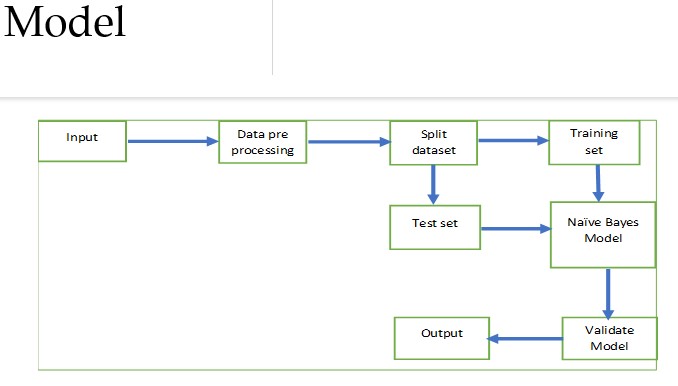 Model
Input
Data pre
processing
Split
dataset
Training
set
Test set
Naïve Bayes
Model
Output
Validate
Model